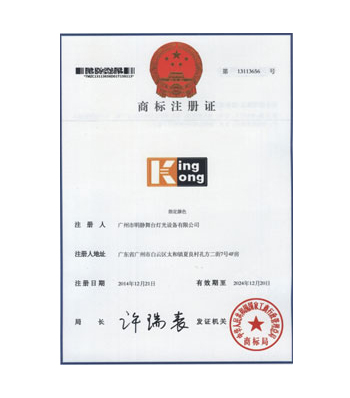 第 13113656 号
商标注册证
King
Kong
指定颜色
注册人 广州市明静舞台灯光设备有限公司
注册人地址 广东省广州市白云区太和镇夏良村孔方二街7号4F宿
注册日期 2014年12月21日 有效期至 2024年12月20日
局长 许瑞表 发证机关
中华人民共和国国家工商行政管理总局
商标局